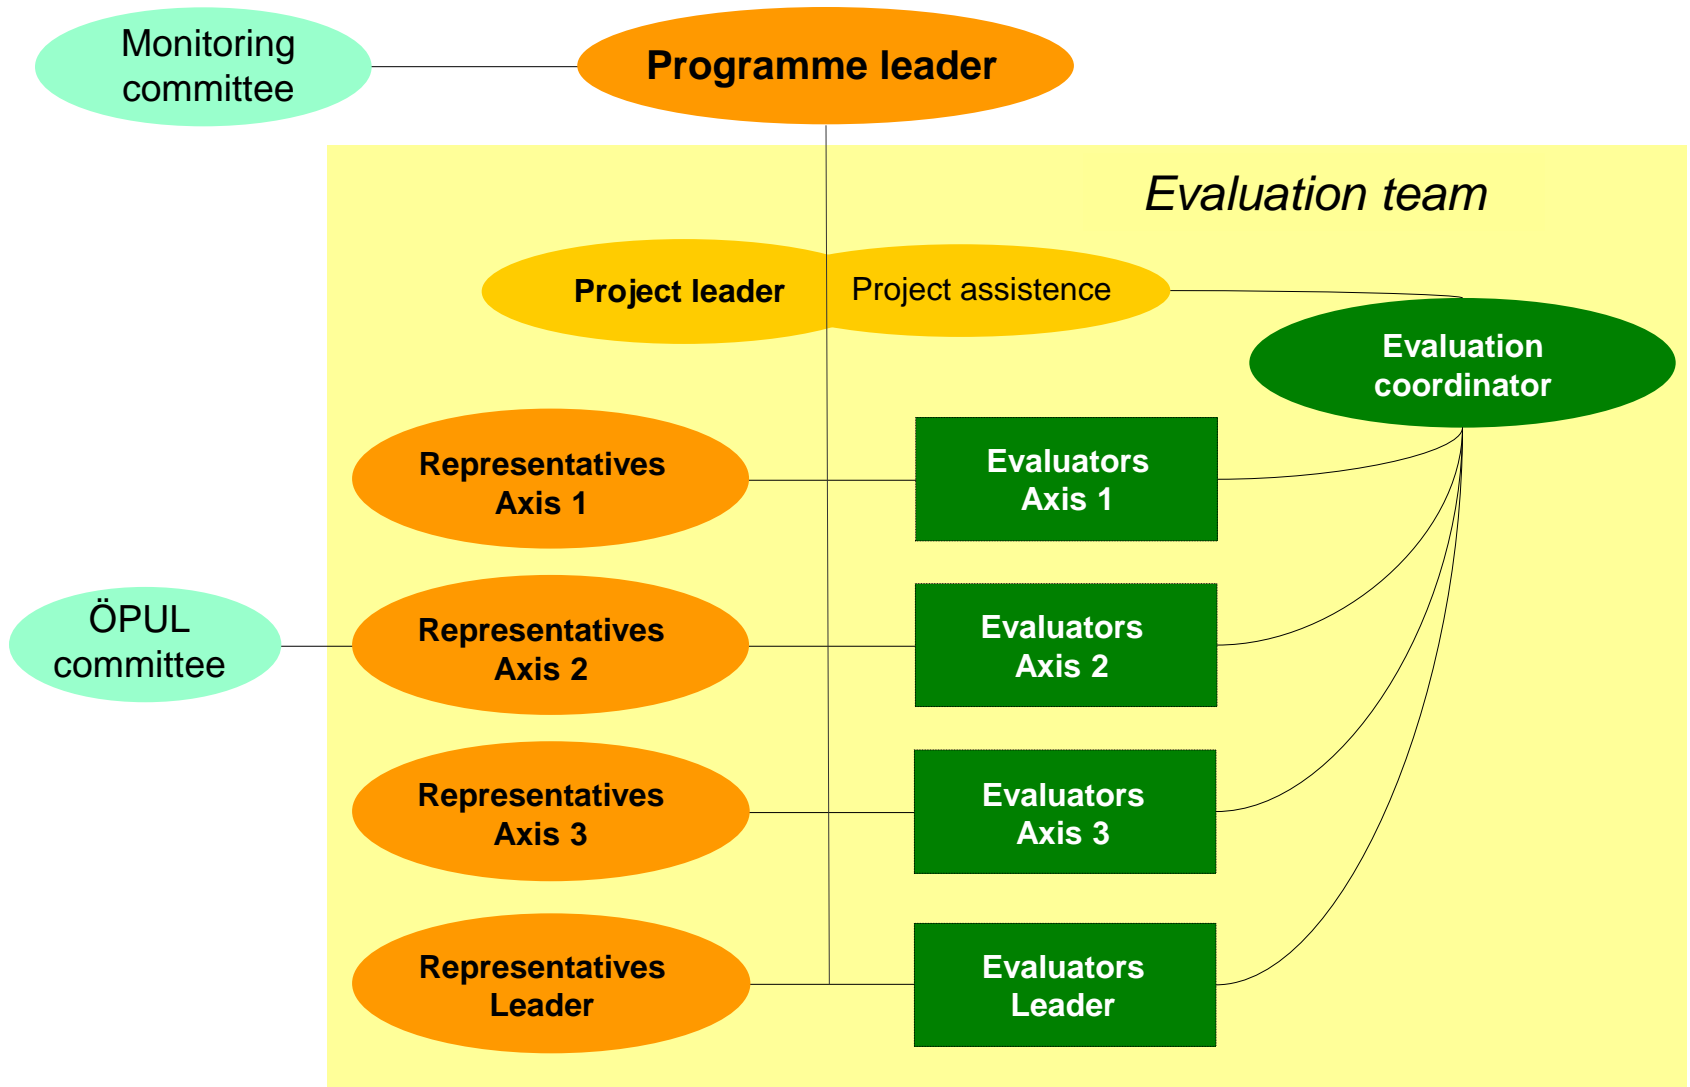 Monitoring
committee
Programme leader
Evaluation team
Project leader
Project assistence
Evaluation
coordinator
Representatives
Axis 1
Evaluators
Axis 1
ÖPUL
committee
Representatives
Axis 2
Evaluators
Axis 2
Representatives
Axis 3
Evaluators
Axis 3
Representatives
Leader
Evaluators
Leader